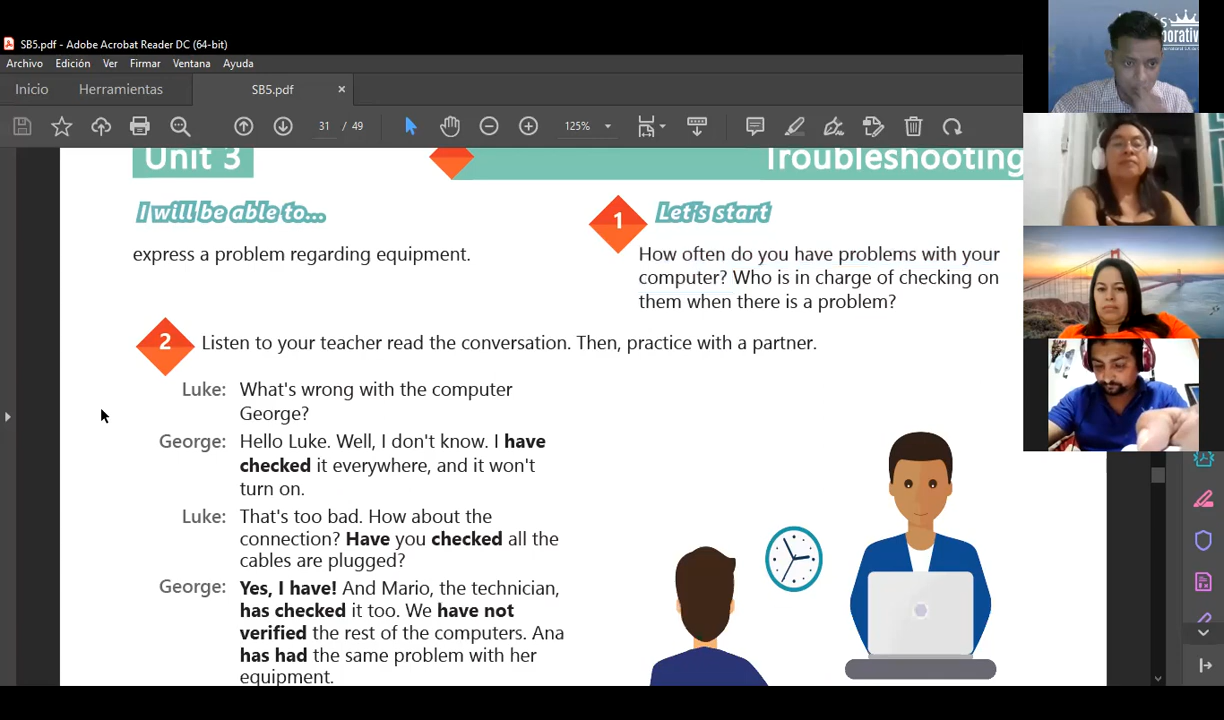 SB5.pdf - Adobe Acrobat Reader DC (64-bit)
Archivo Edición Ver Firmar Ventana Ayuda
Inicio Herramientas SB5.pdf ×
31 / 49 125%
Unit 3 Troubleshooting
I will be able to...
express a problem regarding equipment.
1 Let's start
How often do you have problems with your
computer? Who is in charge of checking on
them when there is a problem?
2 Listen to your teacher read the conversation. Then, practice with a partner.
Luke: What's wrong with the computer
George?
George: Hello Luke. Well, I don't know. I have
checked it everywhere, and it won't
turn on.
Luke: That's too bad. How about the
connection? Have you checked all the
cables are plugged?
George: Yes, I have! And Mario, the technician,
has checked it too. We have not
verified the rest of the computers. Ana
has had the same problem with her
equipment.